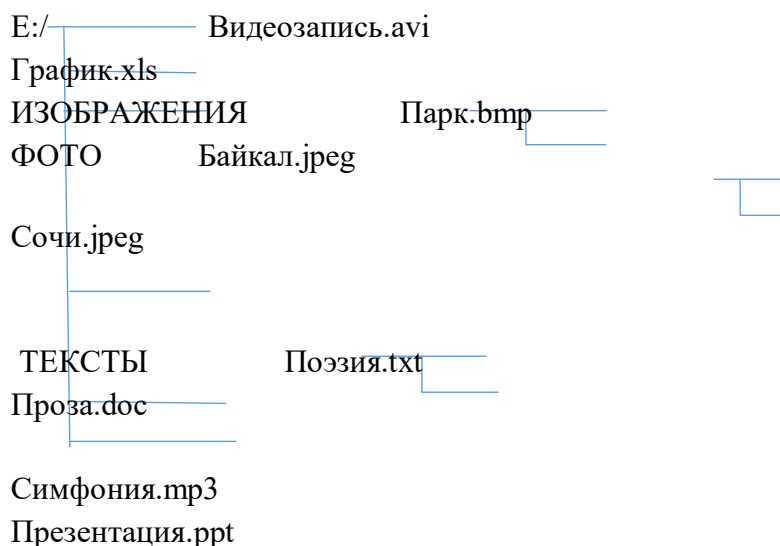 E:/ Видеозапись.avi
График.xls
ИЗОБРАЖЕНИЯ Парк.bmp
ФОТО Байкал.jpeg
Сочи.jpeg
ТЕКСТЫ Поэзия.txt
Проза.doc
Симфония.mp3
Презентация.ppt